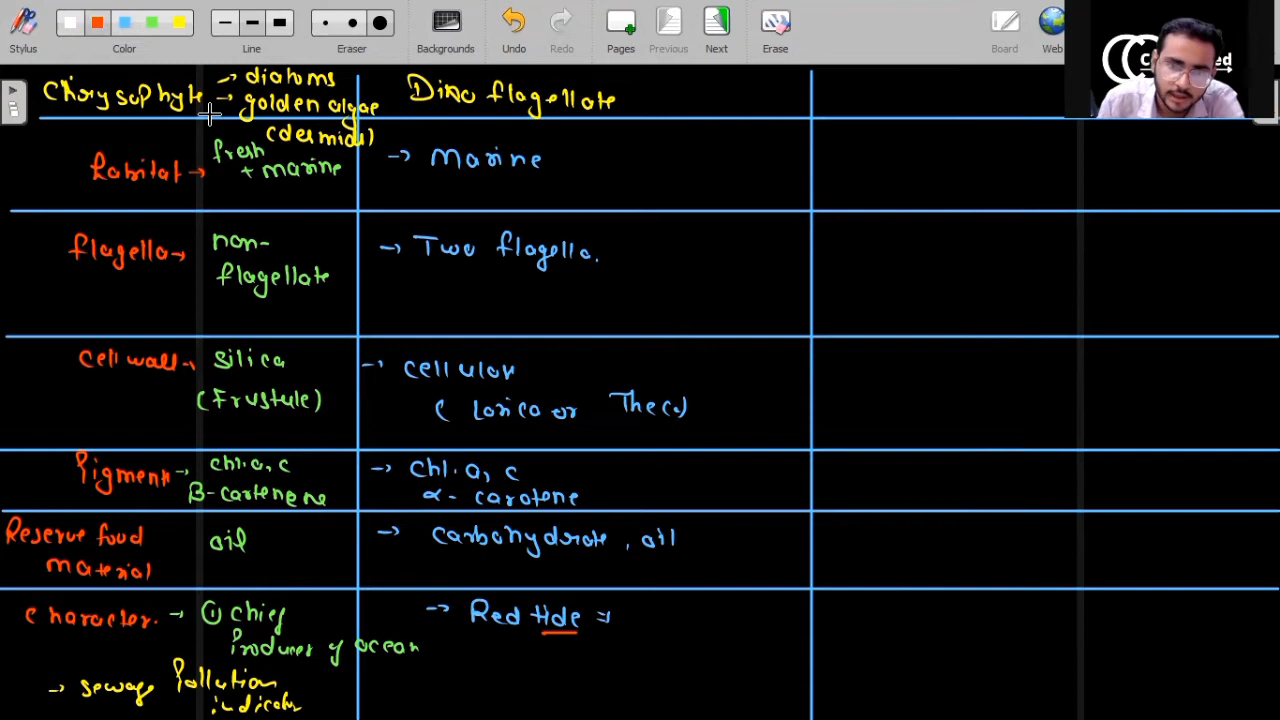 Stylus Color Line Eraser Backgrounds Undo Redo Pages Previous Next Erase Board Web
Chrysophyte → diatoms
→ golden algae
(desmids)
Dino flagellate
Habitat → fresh
+ marine
→ Marine
flagella → non-
flagellate
→ Two flagella.
Cell wall → silica
(Frustule)
→ cellular
( Lorica or Theca)
Pigment → chl. a, c
β-cartenene
→ chl. a, c
α- carotene
Reserve food
material
oil
→ carbohydrate, oil
Character. → ① chief
Producer of ocean
→ sewage Pollution
indicator
→ Red tide ⇒